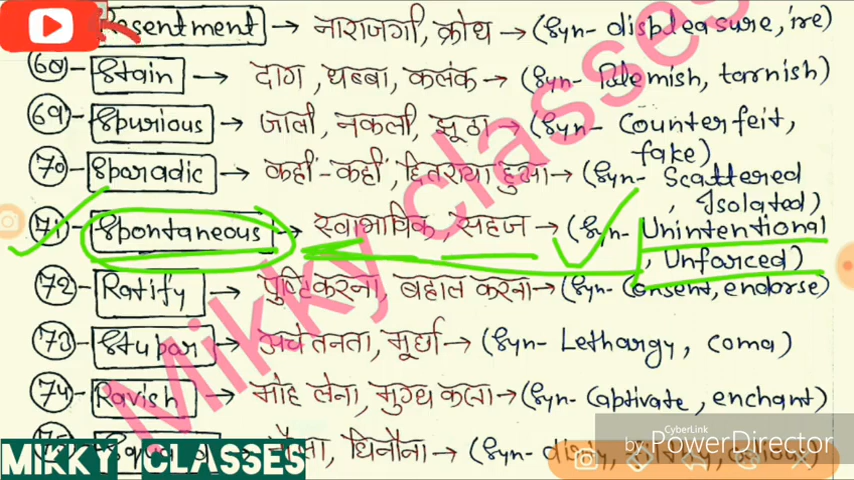 Resentment → नाराजगी, क्रोध → (Syn- displeasure, ire)
Stain → दाग, धब्बा, कलंक → (Syn- Blemish, tarnish)
69 Spurious → जाली, नकली, झूठा → (Syn- Counterfeit,
fake)
70 Sporadic → कहीं-कहीं, छितराया हुआ → (Syn- Scattered
, Isolated)
71 Spontaneous → स्वाभाविक, सहज → (Syn- Unintentional
, Unforced)
72 Ratify → पुष्टि करना, बहाल करना → (Syn- Consent, endorse)
73 Stupor → अचेतनता, मूर्छा → (Syn- Lethargy, coma)
74 Ravish → मोह लेना, मुग्ध करना → (Syn- Captivate, enchant)
घिनौना → (Syn-
Mikky classes
MIKKY CLASSES
CyberLink
by PowerDirector